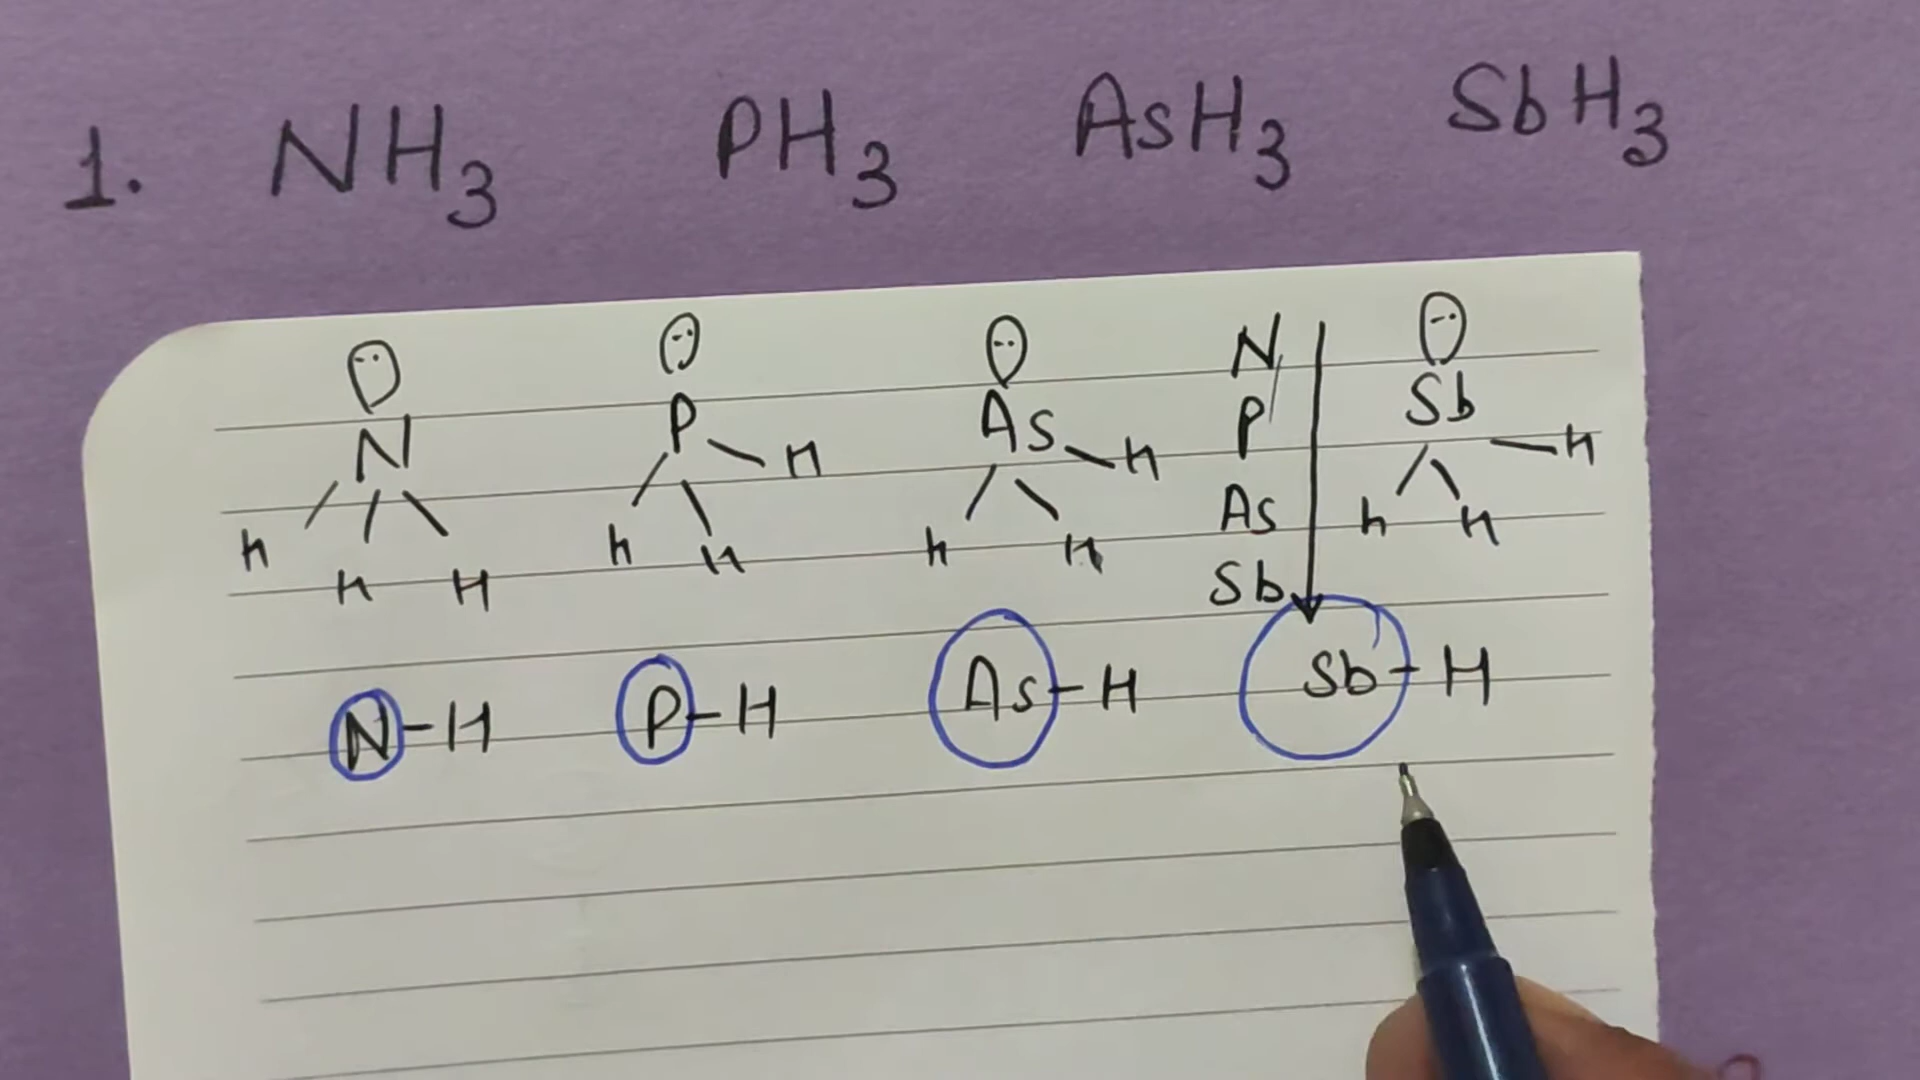 1. NH3 PH3 AsH3 SbH3
N P As N Sb
H H H
P
H H H
As
H H H
Sb
H H H
N-H P-H As-H Sb-H